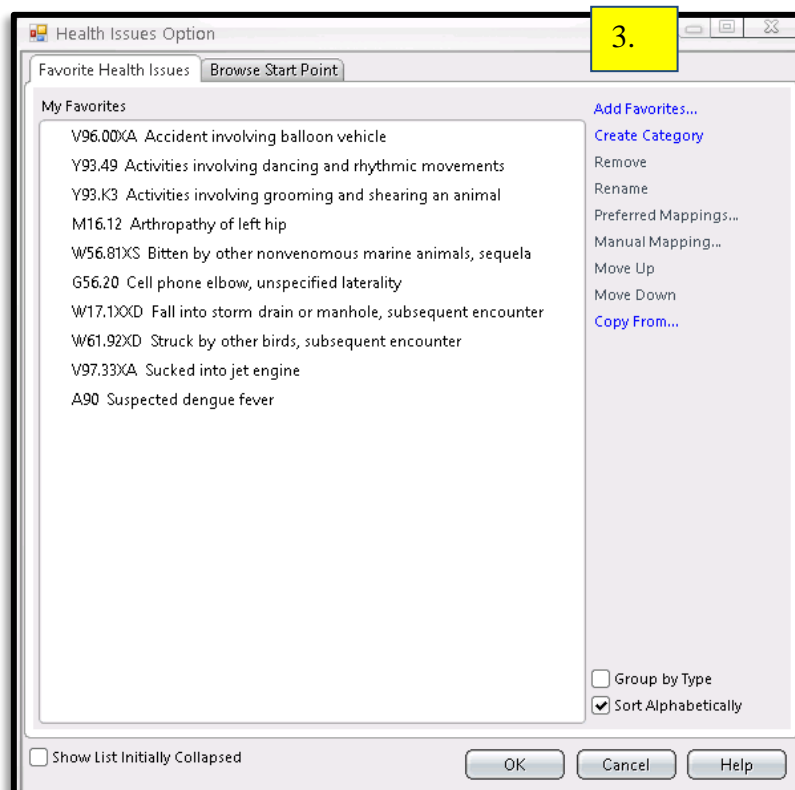 Health Issues Option
3.
Favorite Health Issues Browse Start Point
My Favorites
V96.00XA Accident involving balloon vehicle
Y93.49 Activities involving dancing and rhythmic movements
Y93.K3 Activities involving grooming and shearing an animal
M16.12 Arthropathy of left hip
W56.81XS Bitten by other nonvenomous marine animals, sequela
G56.20 Cell phone elbow, unspecified laterality
W17.1XXD Fall into storm drain or manhole, subsequent encounter
W61.92XD Struck by other birds, subsequent encounter
V97.33XA Sucked into jet engine
A90 Suspected dengue fever
Add Favorites...
Create Category
Remove
Rename
Preferred Mappings...
Manual Mapping...
Move Up
Move Down
Copy From...
Group by Type
Sort Alphabetically
Show List Initially Collapsed
OK Cancel Help